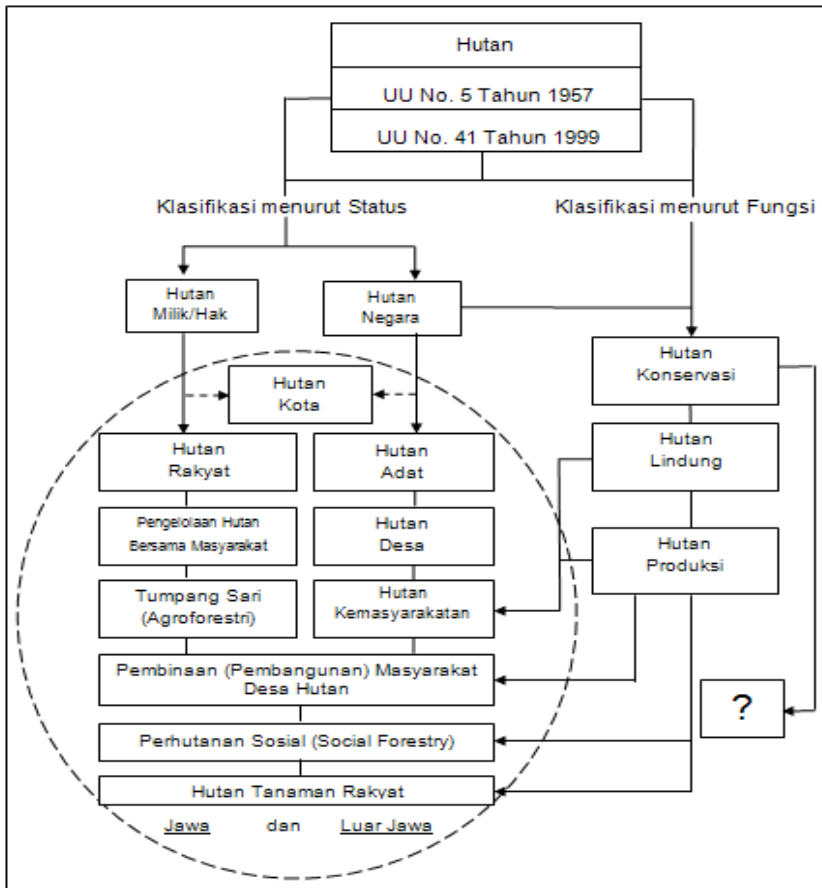 Hutan
UU No. 5 Tahun 1957
UU No. 41 Tahun 1999
Klasifikasi menurut Status
Klasifikasi menurut Fungsi
Hutan
Milik/Hak
Hutan
Negara
Hutan
Konservasi
Hutan
Kota
Hutan
Rakyat
Hutan
Adat
Hutan
Lindung
Pengelolaan Hutan
Bersama Masyarakat
Hutan
Desa
Hutan
Produksi
Tumpang Sari
(Agroforestri)
Hutan
Kemasyarakatan
Pembinaan (Pembangunan) Masyarakat
Desa Hutan
?
Perhutanan Sosial (Social Forestry)
Hutan Tanaman Rakyat
Jawa dan Luar Jawa